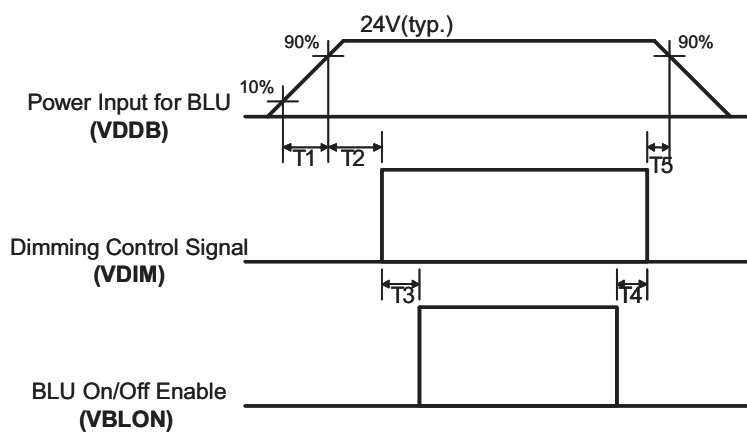 24V(typ.)
90%
90%
10%
Power Input for BLU
(VDDB)
T1
T2
T5
Dimming Control Signal
(VDIM)
T3
T4
BLU On/Off Enable
(VBLON)